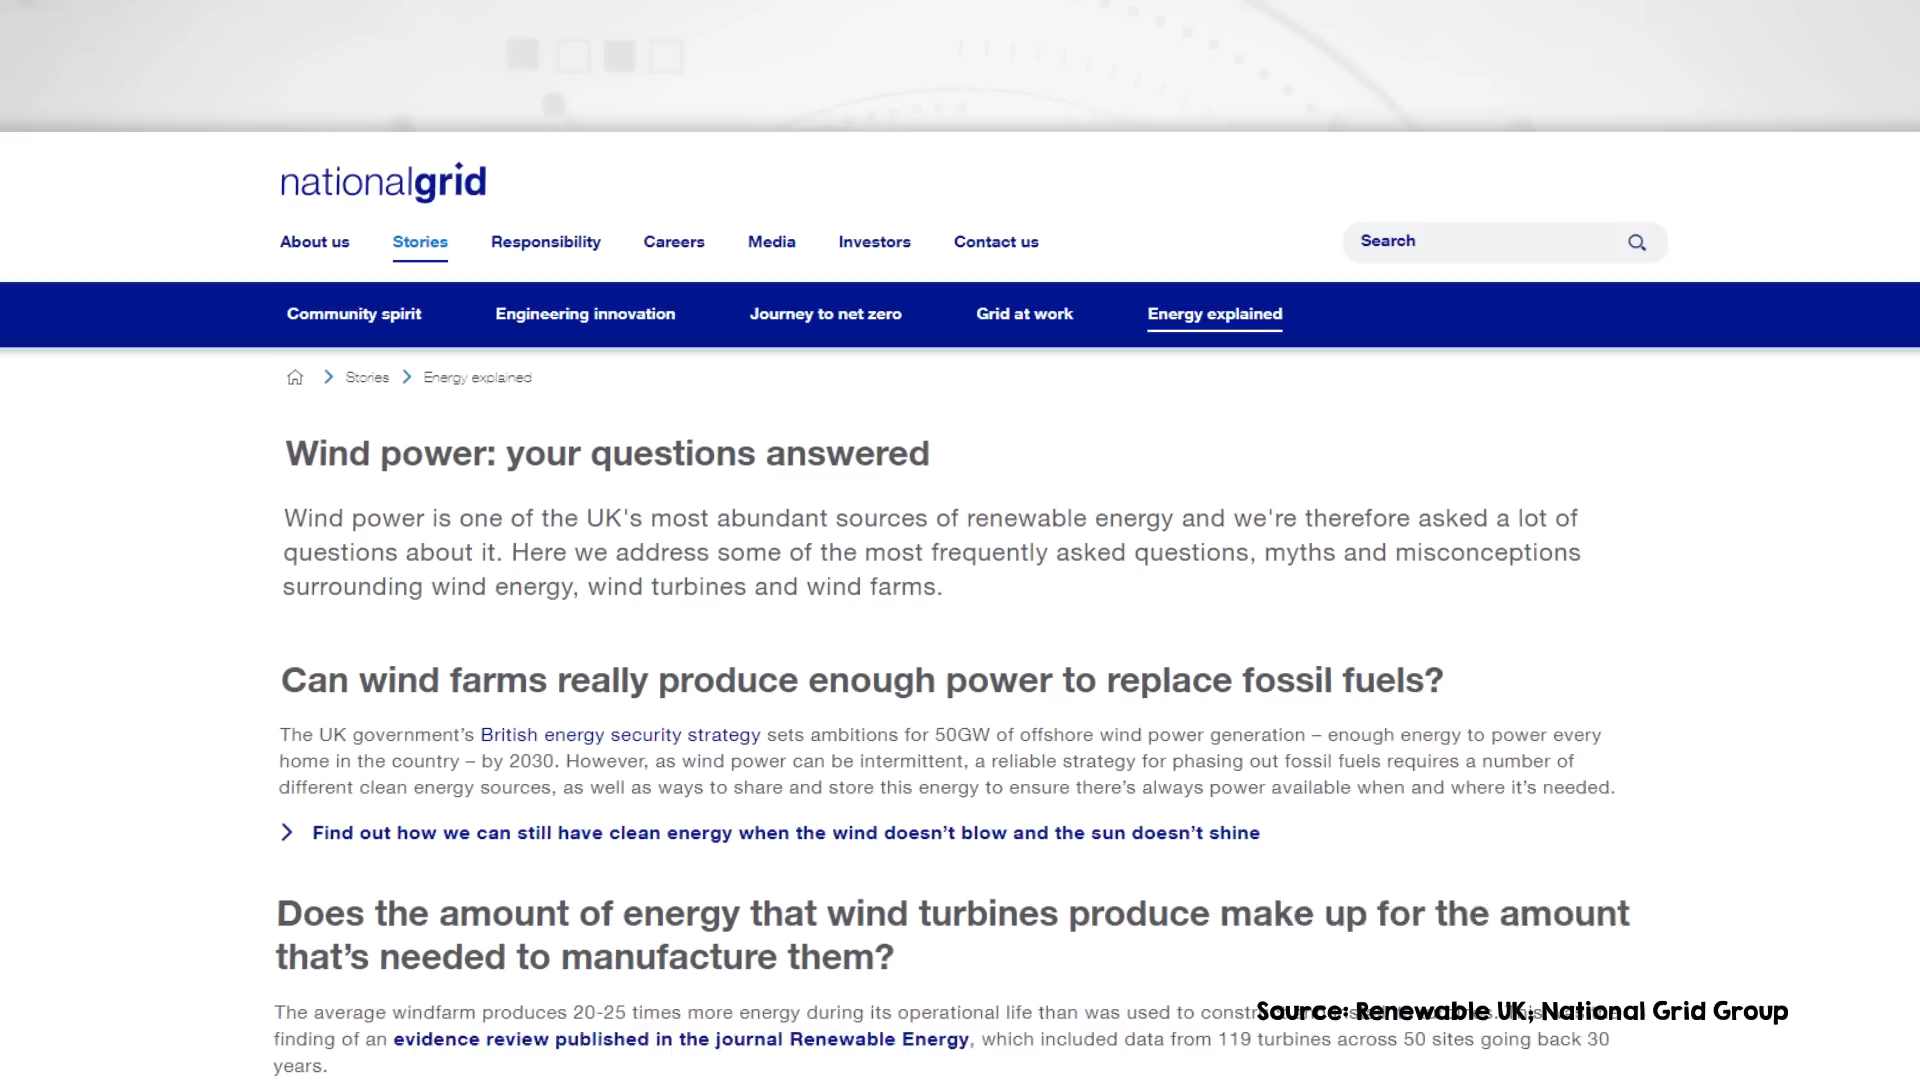 nationalgrid
About us Stories Responsibility Careers Media Investors Contact us Search
Community spirit Engineering innovation Journey to net zero Grid at work Energy explained
Stories Energy explained
Wind power: your questions answered
Wind power is one of the UK's most abundant sources of renewable energy and we're therefore asked a lot of
questions about it. Here we address some of the most frequently asked questions, myths and misconceptions
surrounding wind energy, wind turbines and wind farms.
Can wind farms really produce enough power to replace fossil fuels?
The UK government’s British energy security strategy sets ambitions for 50GW of offshore wind power generation – enough energy to power every
home in the country – by 2030. However, as wind power can be intermittent, a reliable strategy for phasing out fossil fuels requires a number of
different clean energy sources, as well as ways to share and store this energy to ensure there’s always power available when and where it’s needed.
Find out how we can still have clean energy when the wind doesn’t blow and the sun doesn’t shine
Does the amount of energy that wind turbines produce make up for the amount
that’s needed to manufacture them?
The average windfarm produces 20-25 times more energy during its operational life than was used to
Source: Renewable UK; National Grid Group
finding of an evidence review published in the journal Renewable Energy, which included data from 119 turbines across 50 sites going back 30
years.